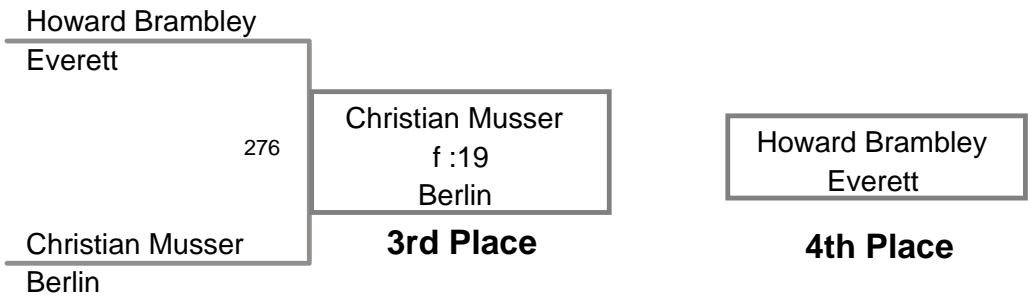 Howard Brambley
Everett
276
Christian Musser
Berlin
Christian Musser
f :19
Berlin
3rd Place
Howard Brambley
Everett
4th Place